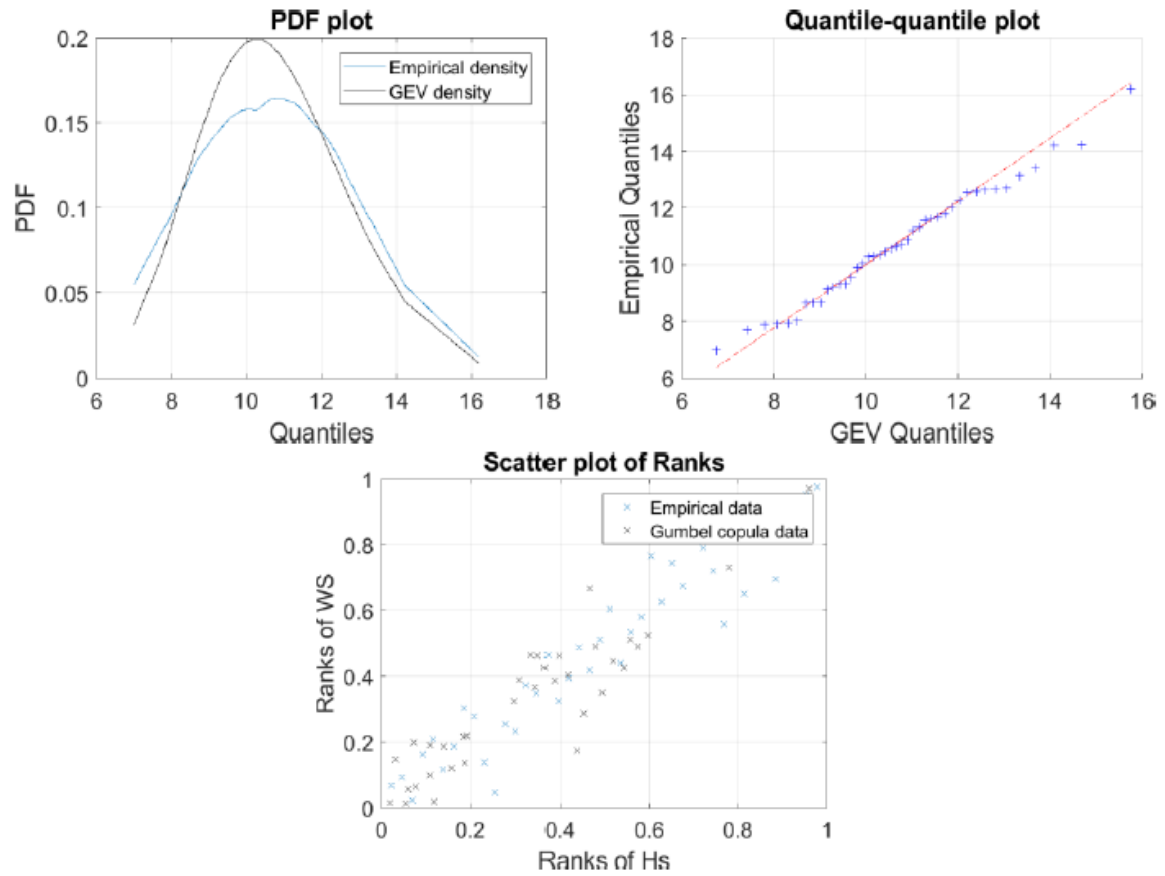 PDF plot
0.2
0.15
0.1
0.05
0
6 8 10 12 14 16 18
PDF
Quantiles
Empirical density
GEV density
Quantile-quantile plot
18
16
14
12
10
8
6
6 8 10 12 14 16 18
Empirical Quantiles
GEV Quantiles
Scatter plot of Ranks
1
0.8
0.6
0.4
0.2
0
0 0.2 0.4 0.6 0.8 1
Ranks of WS
Ranks of Hs
Empirical data
Gumbel copula data